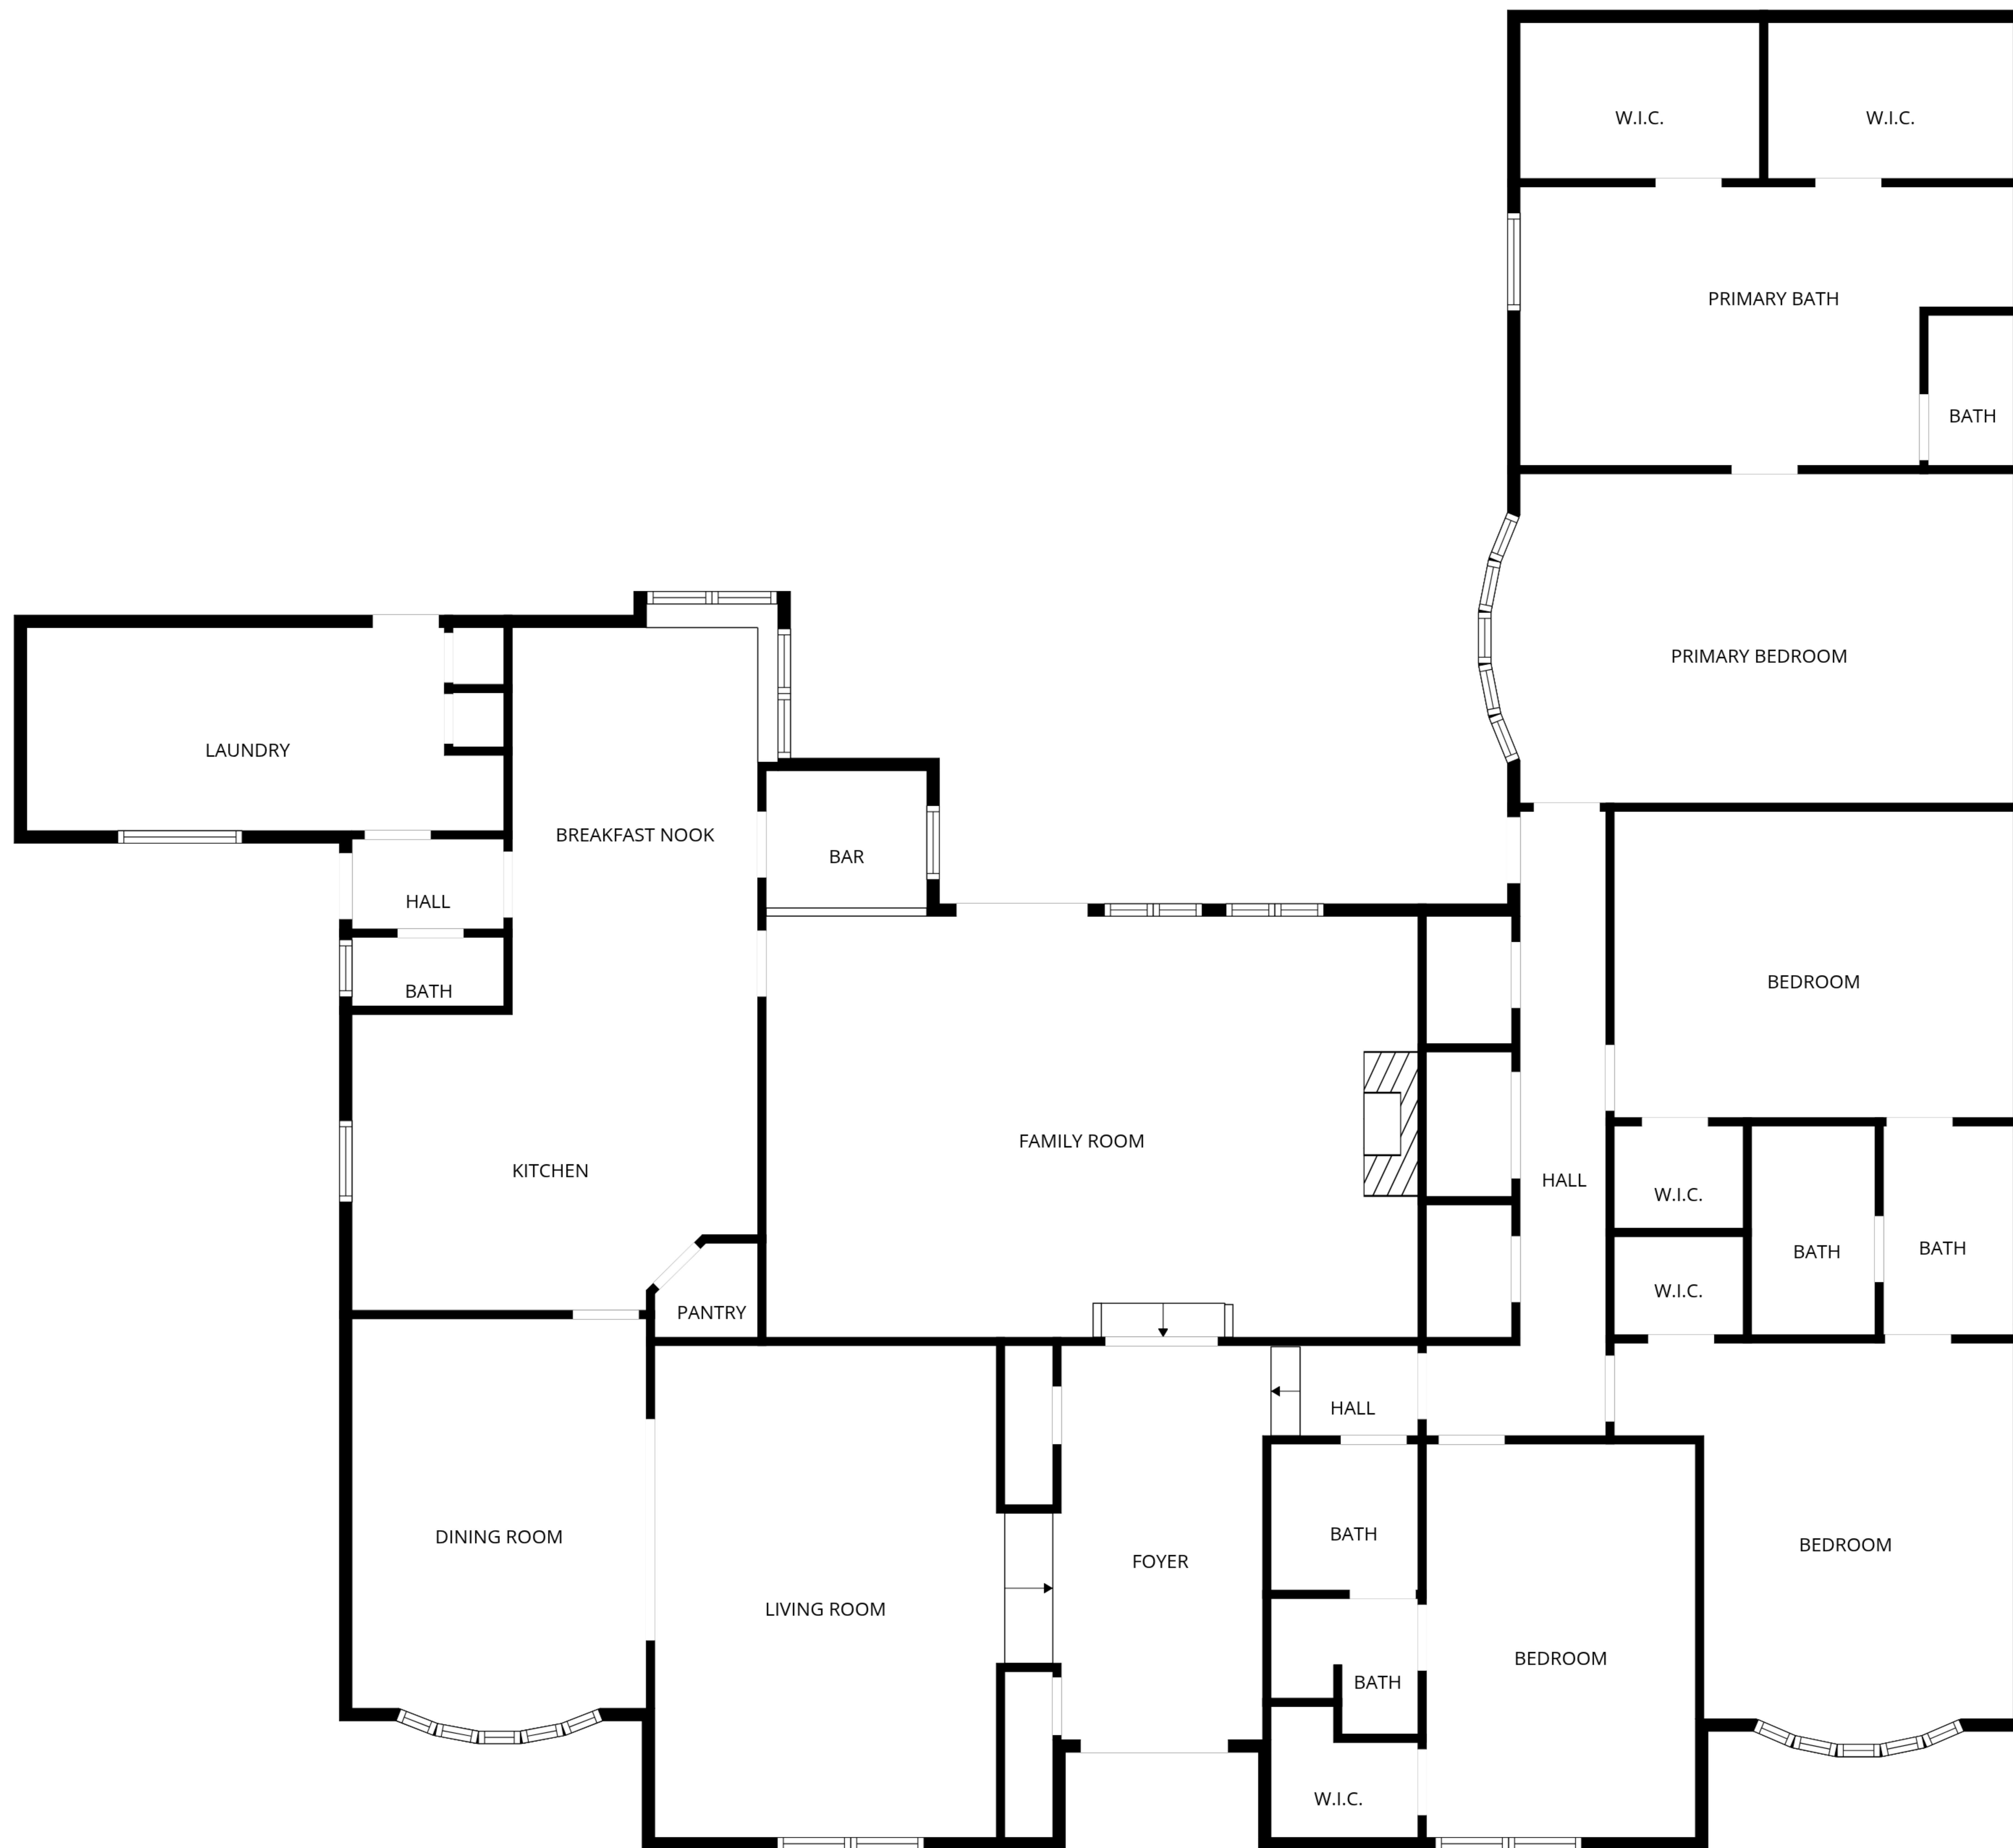 W.I.C.
W.I.C.
PRIMARY BATH
BATH
PRIMARY BEDROOM
LAUNDRY
BREAKFAST NOOK
BAR
HALL
BATH
BEDROOM
FAMILY ROOM
KITCHEN
HALL
W.I.C.
BATH
BATH
W.I.C.
PANTRY
HALL
DINING ROOM
BATH
BEDROOM
FOYER
LIVING ROOM
BEDROOM
BATH
W.I.C.